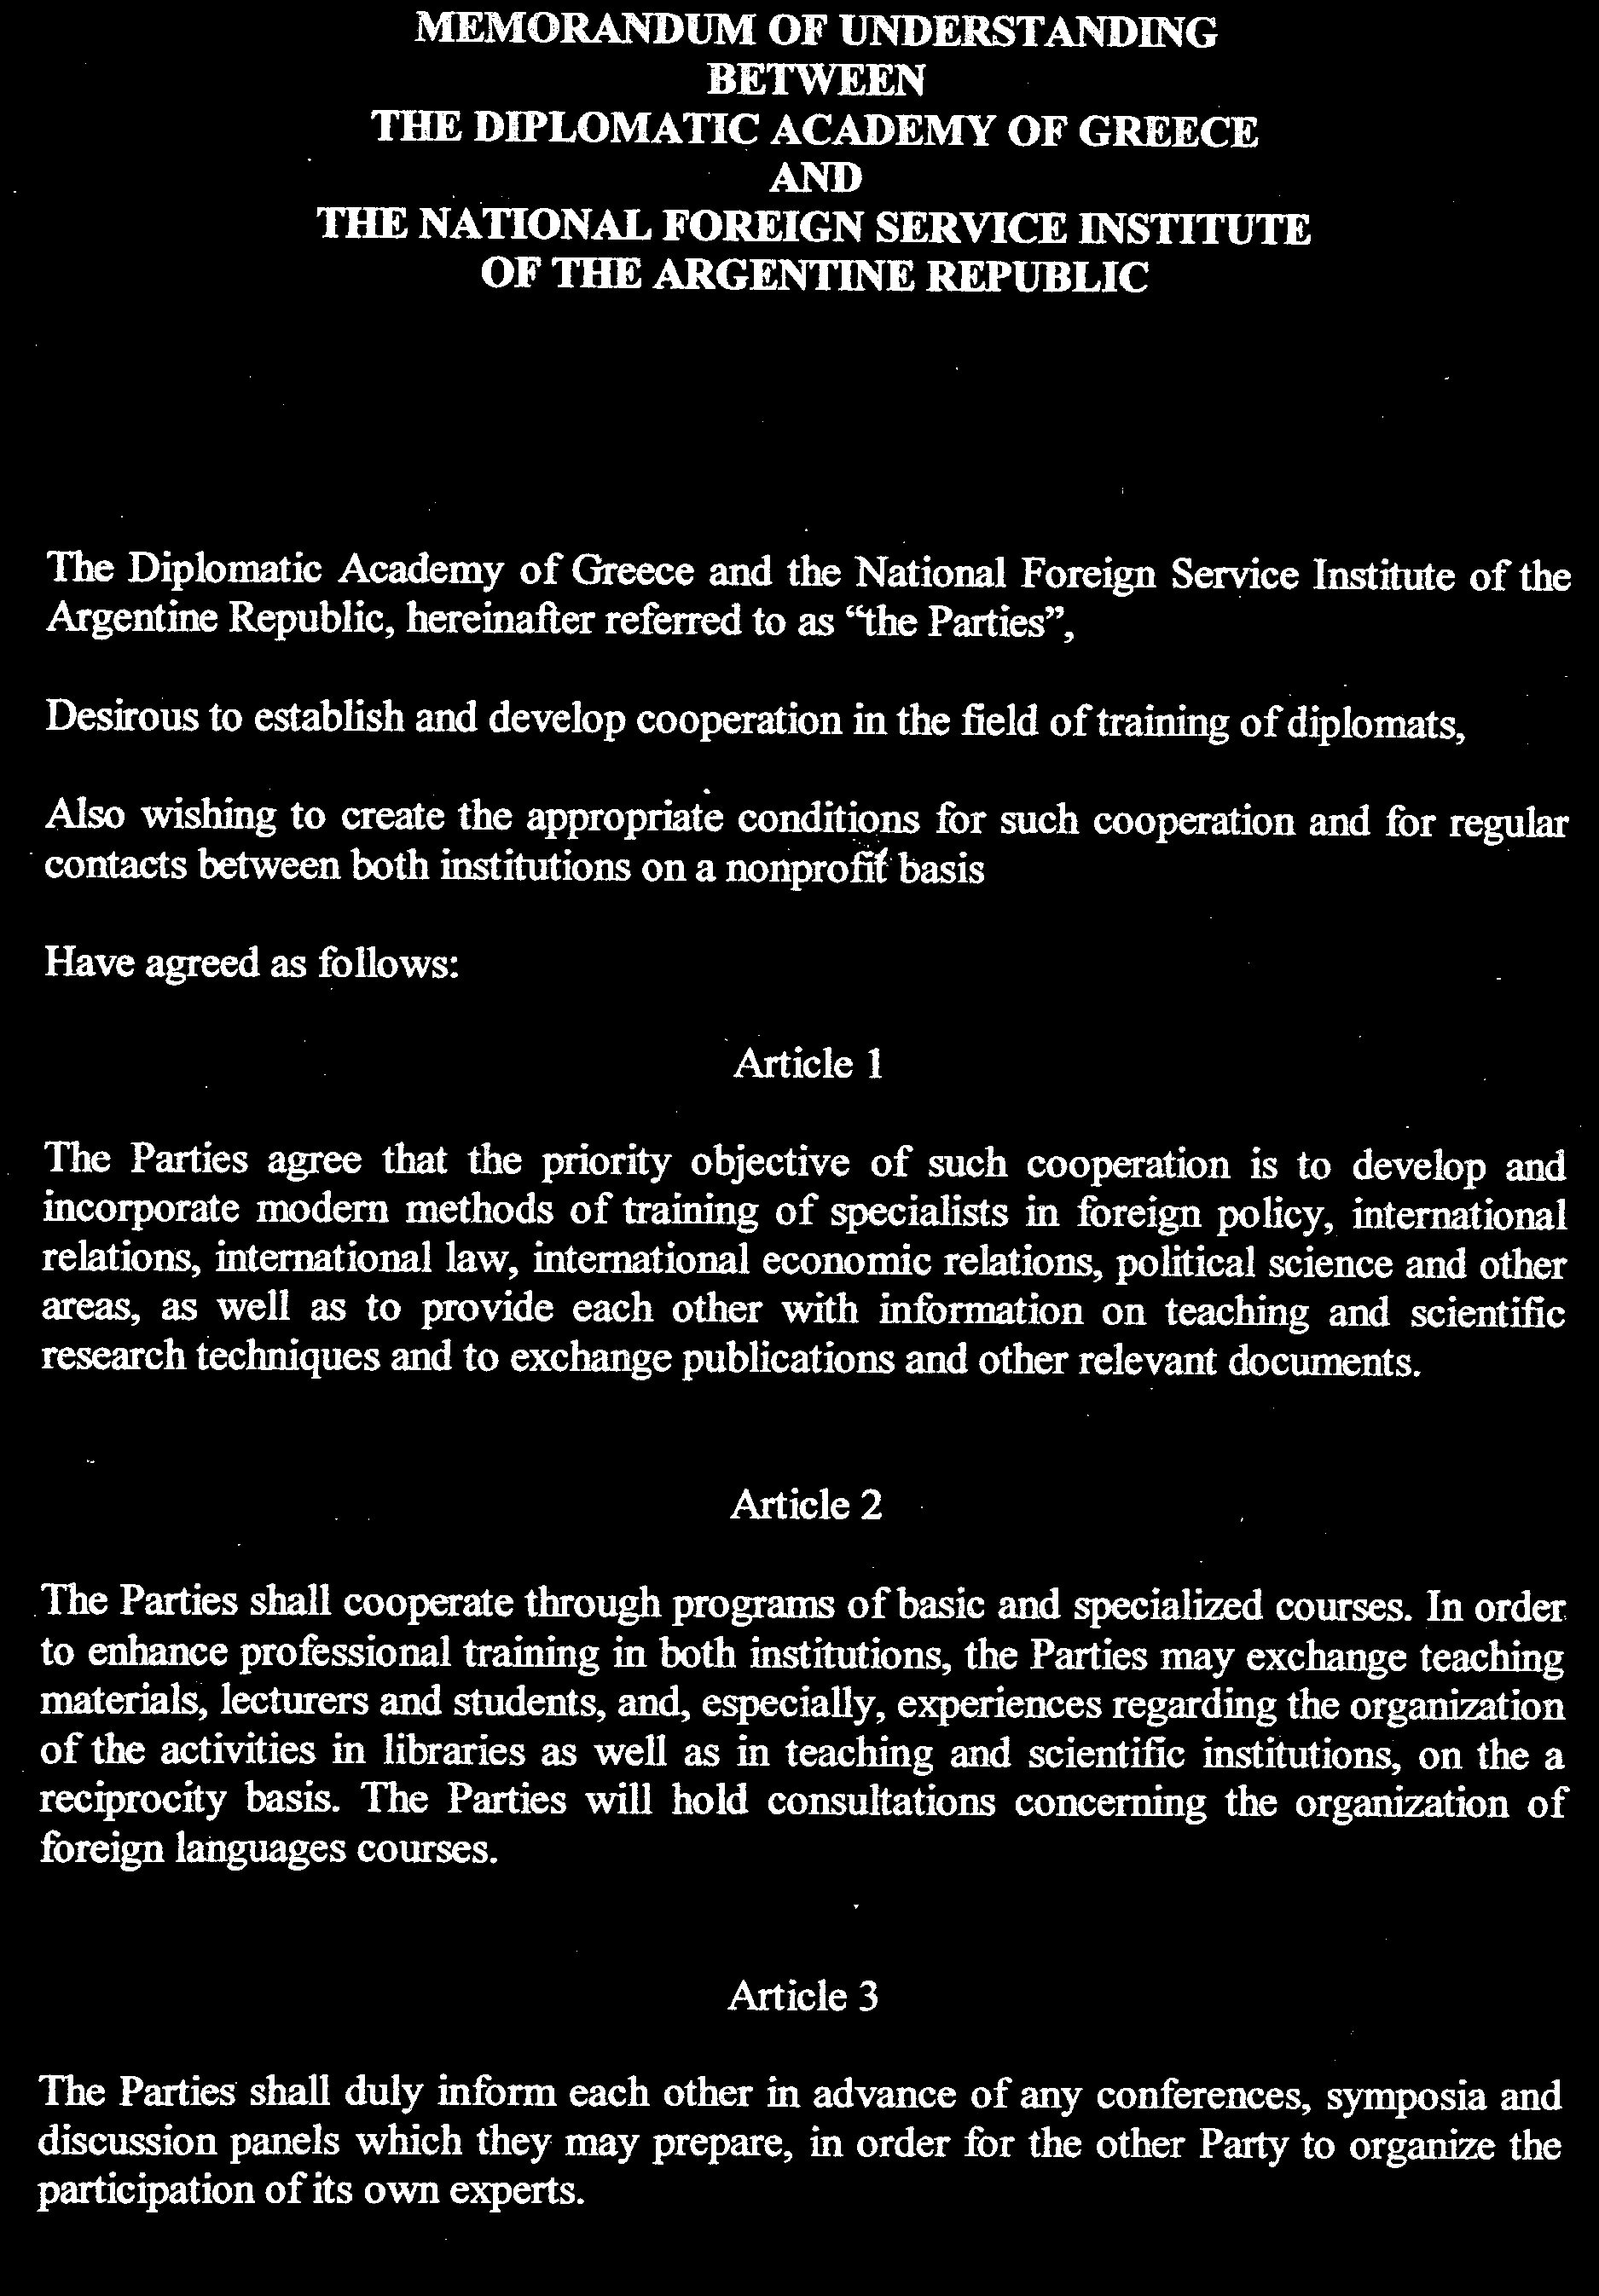 MEMORANDUM OF UNDERSTANDING
BETWEEN
THE DIPLOMATIC ACADEMY OF GREECE
AND
THE NATIONAL FOREIGN SERVICE INSTITUTE
OF THE ARGENTINE REPUBLIC
The Diplomatic Academy of Greece and the National Foreign Service Institute of the
Argentine Republic, hereinafter referred to as “the Parties”,
Desirous to establish and develop cooperation in the field of training of diplomats,
Also wishing to create the appropriate conditions for such cooperation and for regular
contacts between both institutions on a nonprofit basis
Have agreed as follows:
Article 1
The Parties agree that the priority objective of such cooperation is to develop and
incorporate modern methods of training of specialists in foreign policy, international
relations, international law, international economic relations, political science and other
areas, as well as to provide each other with information on teaching and scientific
research techniques and to exchange publications and other relevant documents.
Article 2
The Parties shall cooperate through programs of basic and specialized courses. In order
to enhance professional training in both institutions, the Parties may exchange teaching
materials, lecturers and students, and, especially, experiences regarding the organization
of the activities in libraries as well as in teaching and scientific institutions, on the a
reciprocity basis. The Parties will hold consultations concerning the organization of
foreign languages courses.
Article 3
The Parties shall duly inform each other in advance of any conferences, symposia and
discussion panels which they may prepare, in order for the other Party to organize the
participation of its own experts.